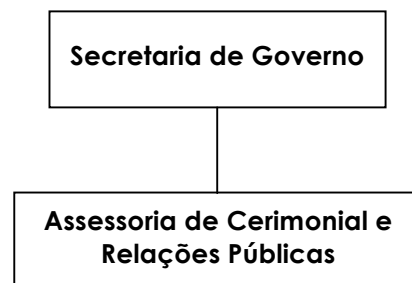 Secretaria de Governo
Assessoria de Cerimonial e
Relações Públicas